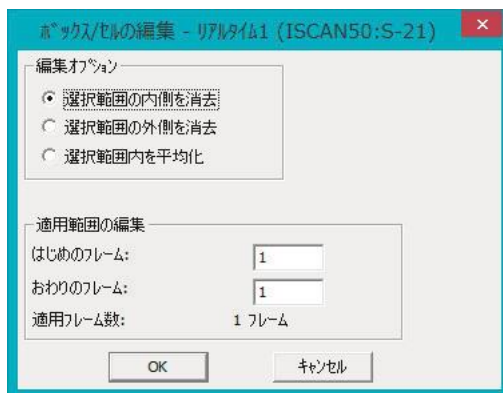 ﾎﾞｯｸｽ/ｾﾙの編集 - ﾘｱﾙﾀｲﾑ1 (ISCAN50:S-21)
編集ｵﾌﾟｼｮﾝ
選択範囲の内側を消去
選択範囲の外側を消去
選択範囲内を平均化
適用範囲の編集
はじめのﾌﾚｰﾑ: 1
おわりのﾌﾚｰﾑ: 1
適用ﾌﾚｰﾑ数: 1 ﾌﾚｰﾑ
OK ｷｬﾝｾﾙ